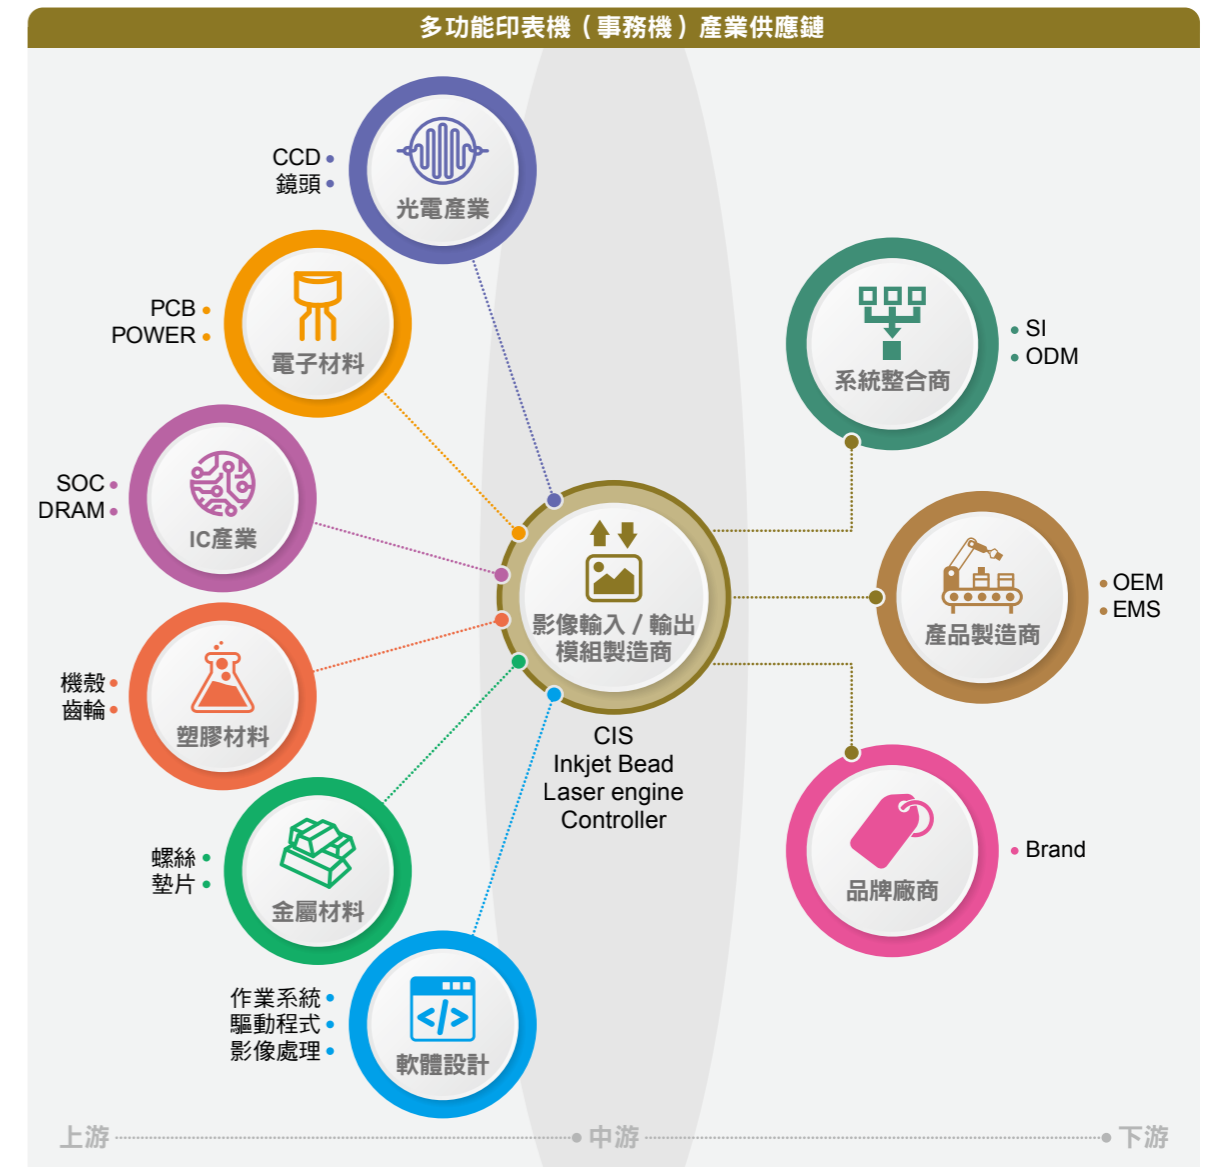 多功能印表機（事務機）產業供應鏈
CCD
鏡頭
光電產業
PCB
POWER
電子材料
SOC
DRAM
IC產業
機殼
齒輪
塑膠材料
螺絲
墊片
金屬材料
作業系統
驅動程式
影像處理
</>
軟體設計
影像輸入 / 輸出
模組製造商
CIS
Inkjet Bead
Laser engine
Controller
系統整合商
SI
ODM
產品製造商
OEM
EMS
品牌廠商
Brand
上游
中游
下游